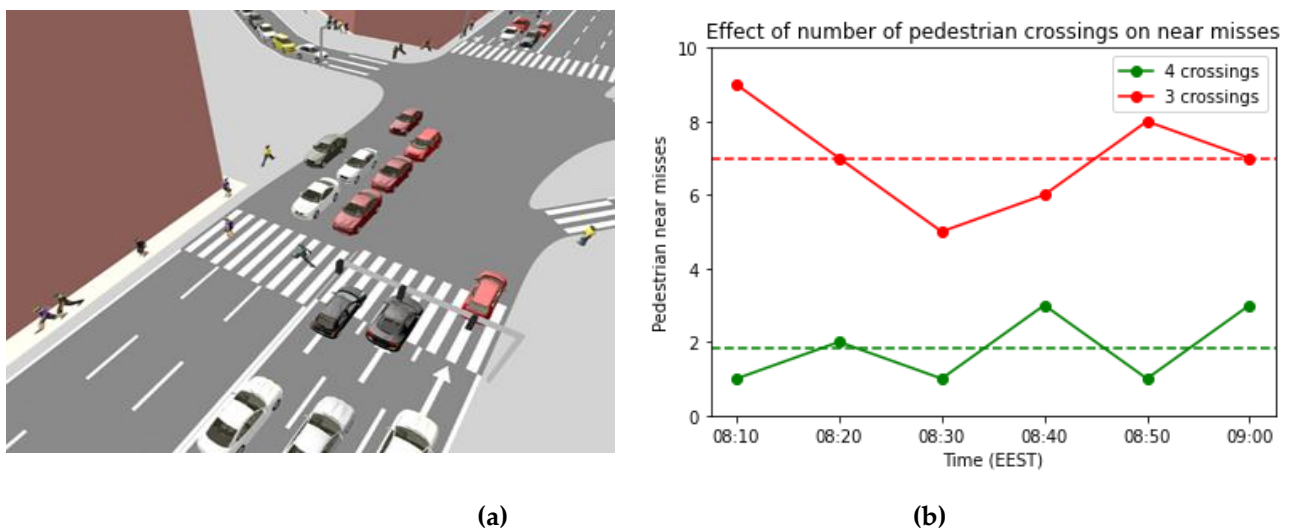 Effect of number of pedestrian crossings on near misses
10
8
6
4
2
0
Pedestrian near misses
4 crossings
3 crossings
08:10 08:20 08:30 08:40 08:50 09:00
Time (EEST)
(a) (b)